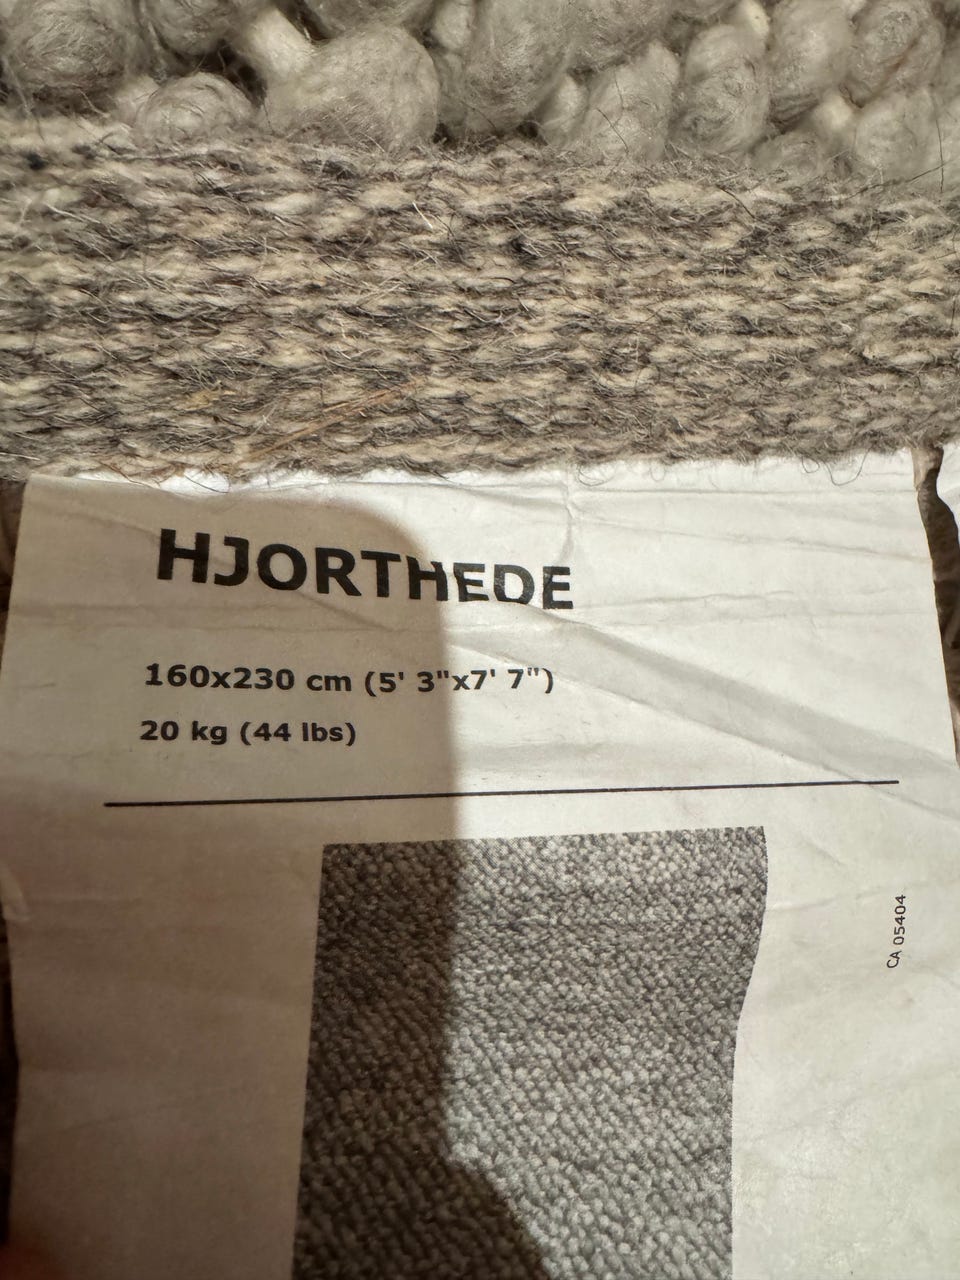 HJORTHEDE
160x230 cm (5' 3"x7' 7")
20 kg (44 lbs)
CA 05404